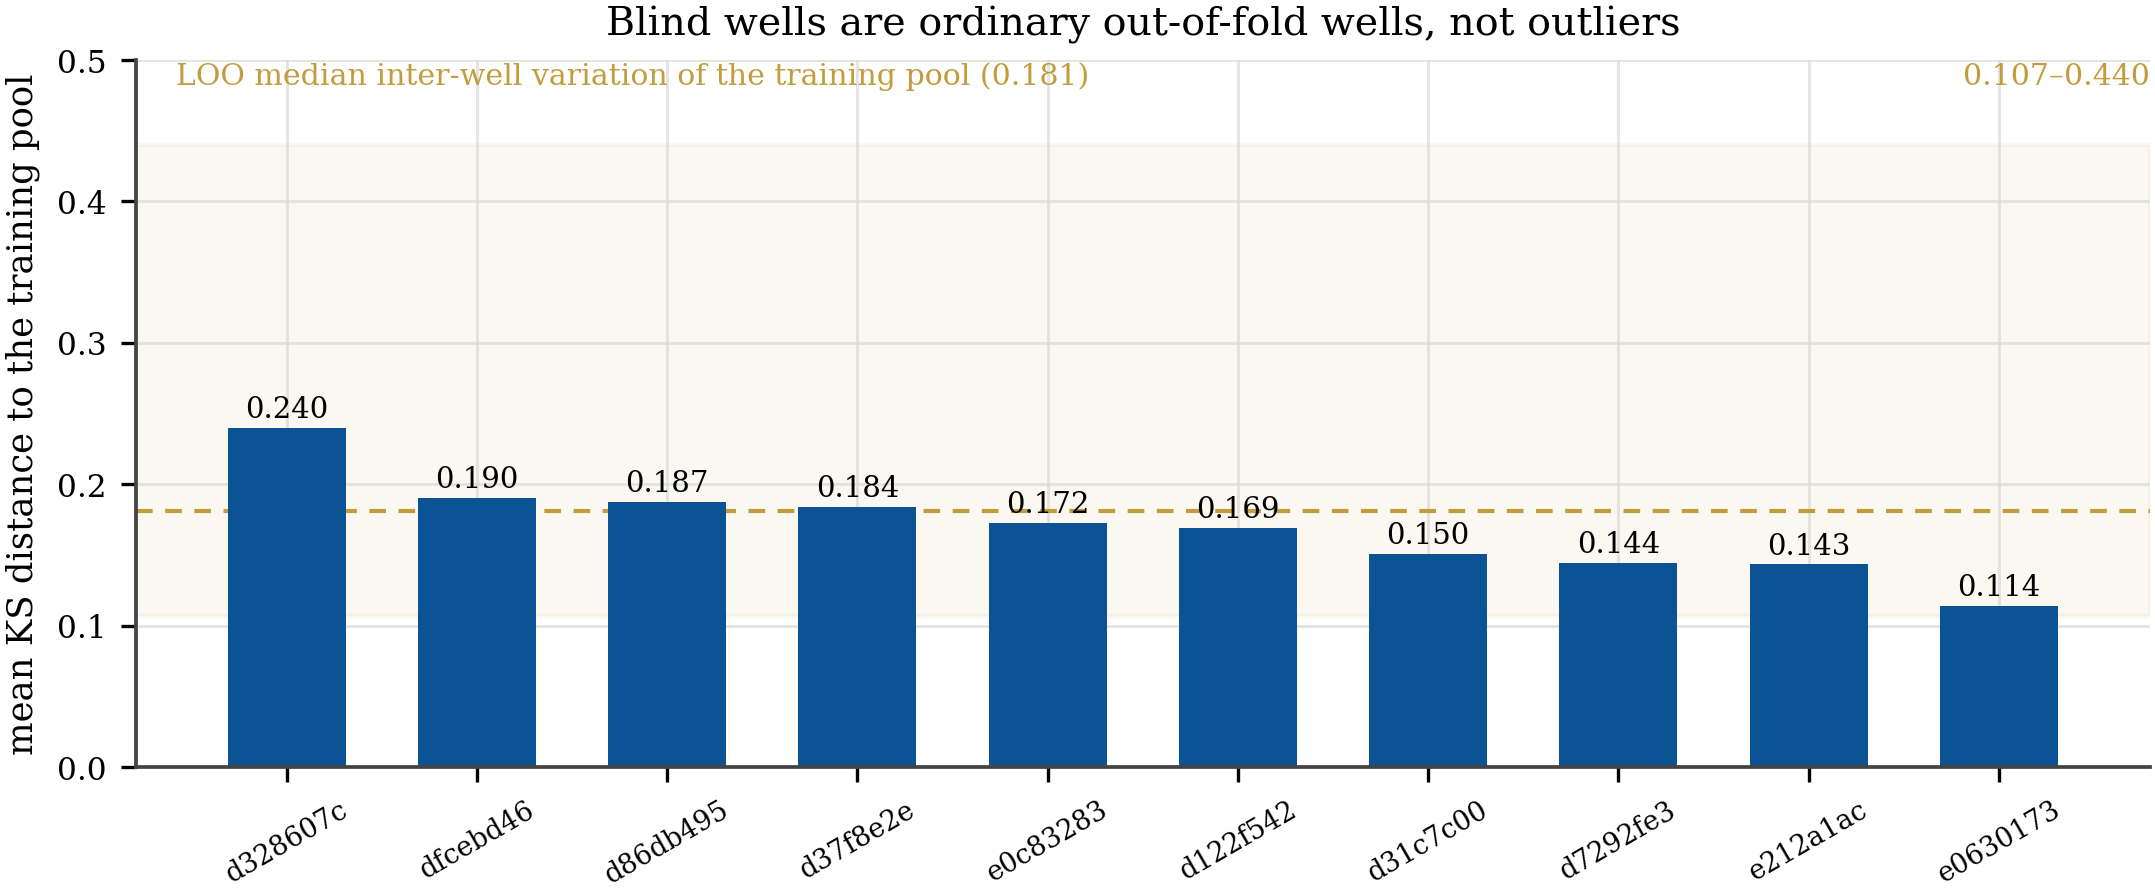 Blind wells are ordinary out-of-fold wells, not outliers
LOO median inter-well variation of the training pool (0.181)
0.107–0.440
mean KS distance to the training pool
0.5
0.4
0.3
0.2
0.1
0.0
0.240
0.190
0.187
0.184
0.172
0.169
0.150
0.144
0.143
0.114
d328607c
dfcebd46
d86db495
d37f8e2e
e0c83283
d122f542
d31c7c00
d7292fe3
e212a1ac
e0630173